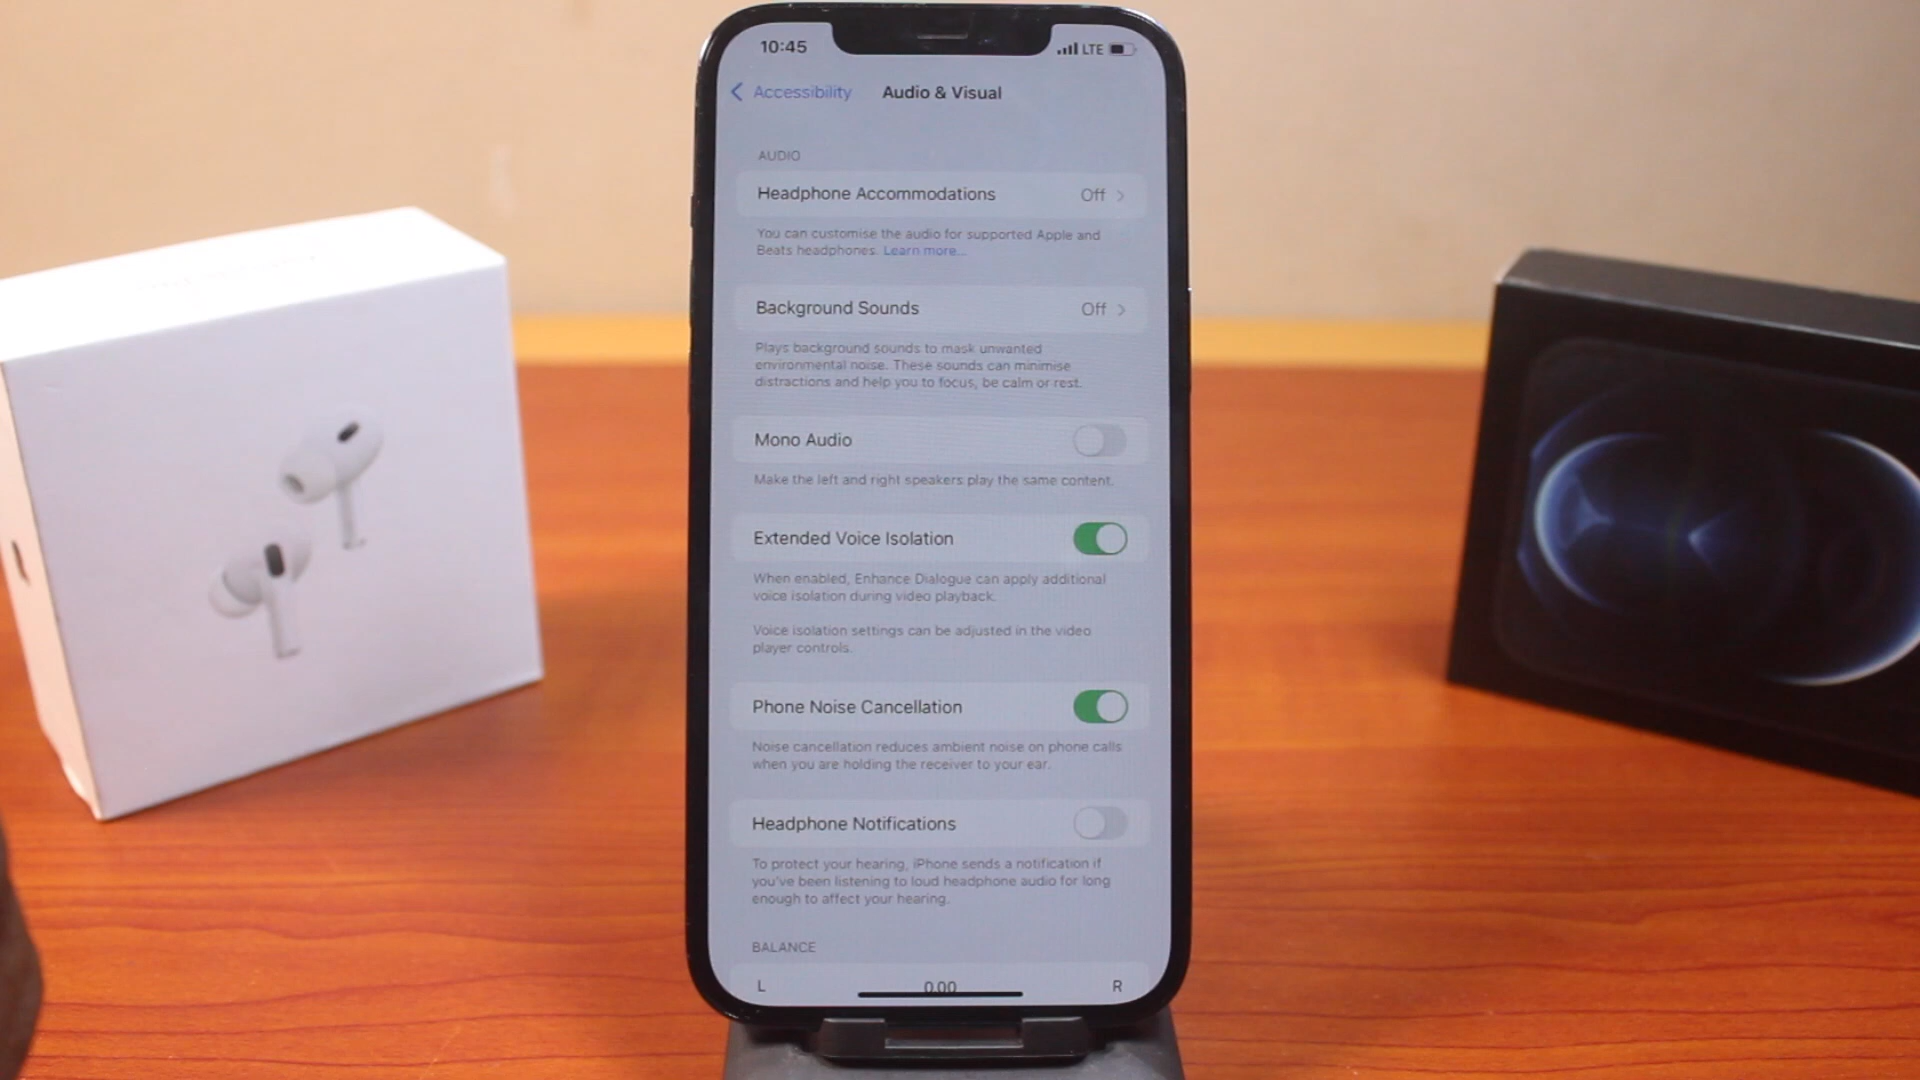 10:45
LTE
Accessibility
Audio & Visual
AUDIO
Headphone Accommodations Off
You can customise the audio for supported Apple and
Beats headphones. Learn more...
Background Sounds Off
Plays background sounds to mask unwanted
environmental noise. These sounds can minimise
distractions and help you to focus, be calm or rest.
Mono Audio
Make the left and right speakers play the same content.
Extended Voice Isolation
When enabled, Enhance Dialogue can apply additional
voice isolation during video playback.
Voice isolation settings can be adjusted in the video
player controls.
Phone Noise Cancellation
Noise cancellation reduces ambient noise on phone calls
when you are holding the receiver to your ear.
Headphone Notifications
To protect your hearing, iPhone sends a notification if
you've been listening to loud headphone audio for long
enough to affect your hearing.
BALANCE
L 0.00 R